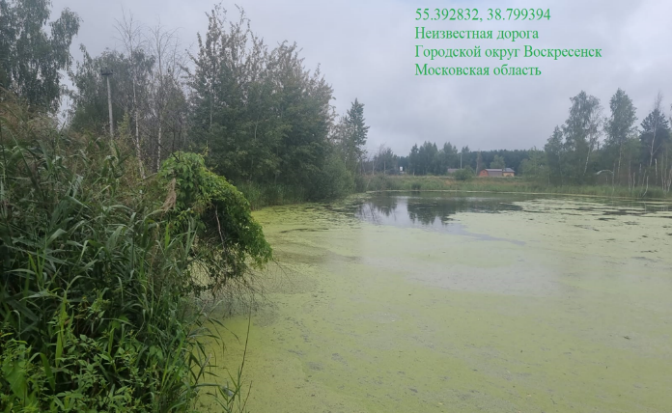 55.392832, 38.799394
Неизвестная дорога
Городской округ Воскресенск
Московская область